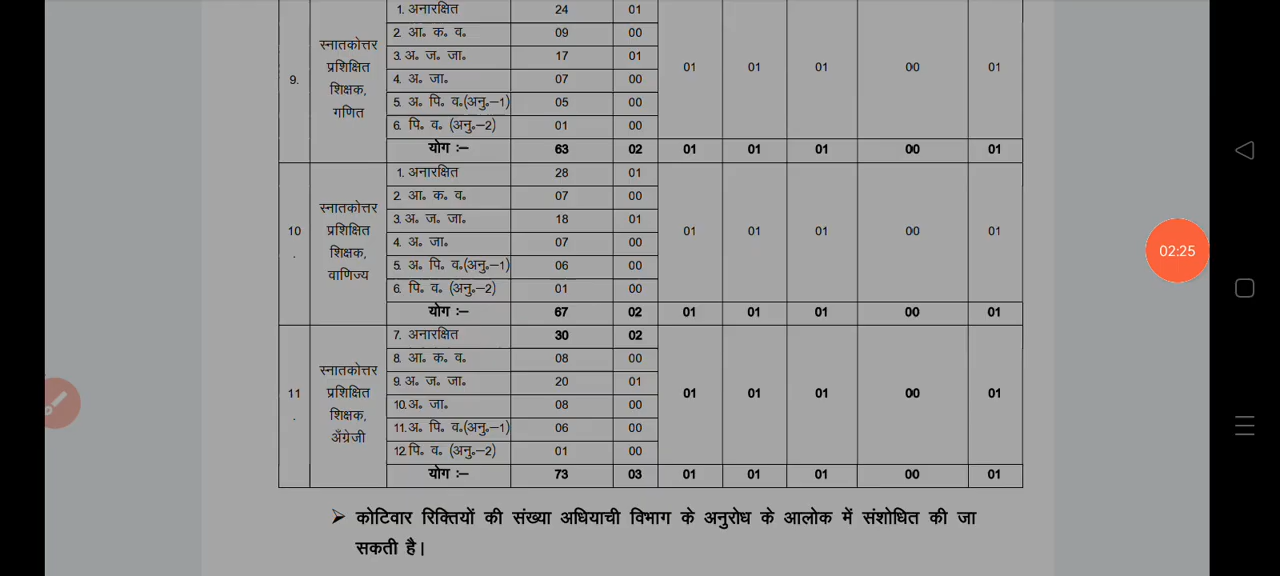 1. अनारक्षित 24 01
2. आ॰ क॰ व॰ 09 00
3. अ॰ ज॰ जा॰ 17 01
4. अ॰ जा॰ 07 00
5. अ॰ पि॰ व॰(अनु॰–1) 05 00
6. पि॰ व॰ (अनु॰–2) 01 00
9.
स्नातकोत्तर
प्रशिक्षित
शिक्षक,
गणित
01 01 01 00 01
योग :– 63 02 01 01 01 00 01
1. अनारक्षित 28 01
2. आ॰ क॰ व॰ 07 00
3. अ॰ ज॰ जा॰ 18 01
4. अ॰ जा॰ 07 00
5. अ॰ पि॰ व॰(अनु॰–1) 06 00
6. पि॰ व॰ (अनु॰–2) 01 00
10
.
स्नातकोत्तर
प्रशिक्षित
शिक्षक,
वाणिज्य
01 01 01 00 01
योग :– 67 02 01 01 01 00 01
7. अनारक्षित 30 02
8. आ॰ क॰ व॰ 08 00
9. अ॰ ज॰ जा॰ 20 01
10. अ॰ जा॰ 08 00
11. अ॰ पि॰ व॰(अनु॰–1) 06 00
12. पि॰ व॰ (अनु॰–2) 01 00
11
.
स्नातकोत्तर
प्रशिक्षित
शिक्षक,
अँग्रेजी
01 01 01 00 01
योग :– 73 03 01 01 01 00 01
➢ कोटिवार रिक्तियों की संख्या अधियाची विभाग के अनुरोध के आलोक में संशोधित की जा
सकती है।
02:25